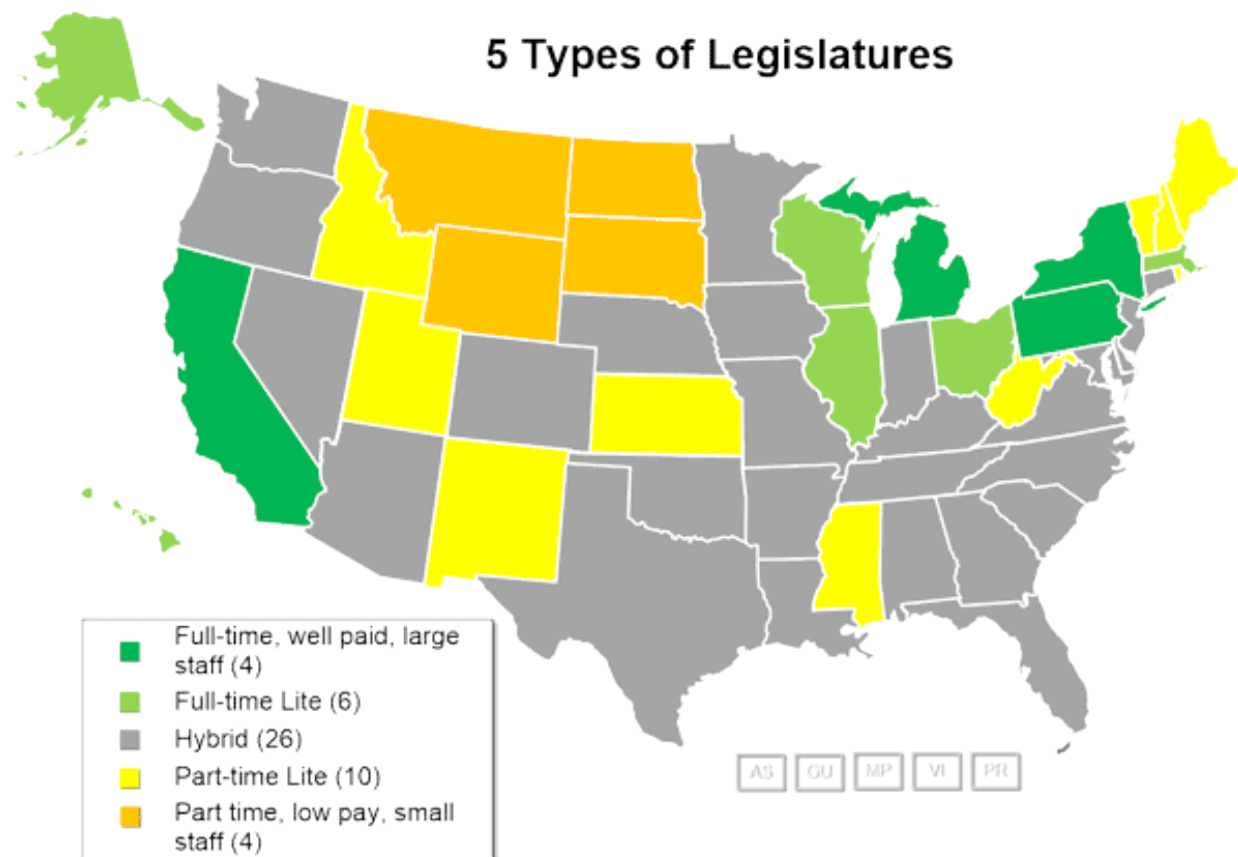 5 Types of Legislatures
Full-time, well paid, large
staff (4)
Full-time Lite (6)
Hybrid (26)
Part-time Lite (10)
Part time, low pay, small
staff (4)
AS GU MP VI PR